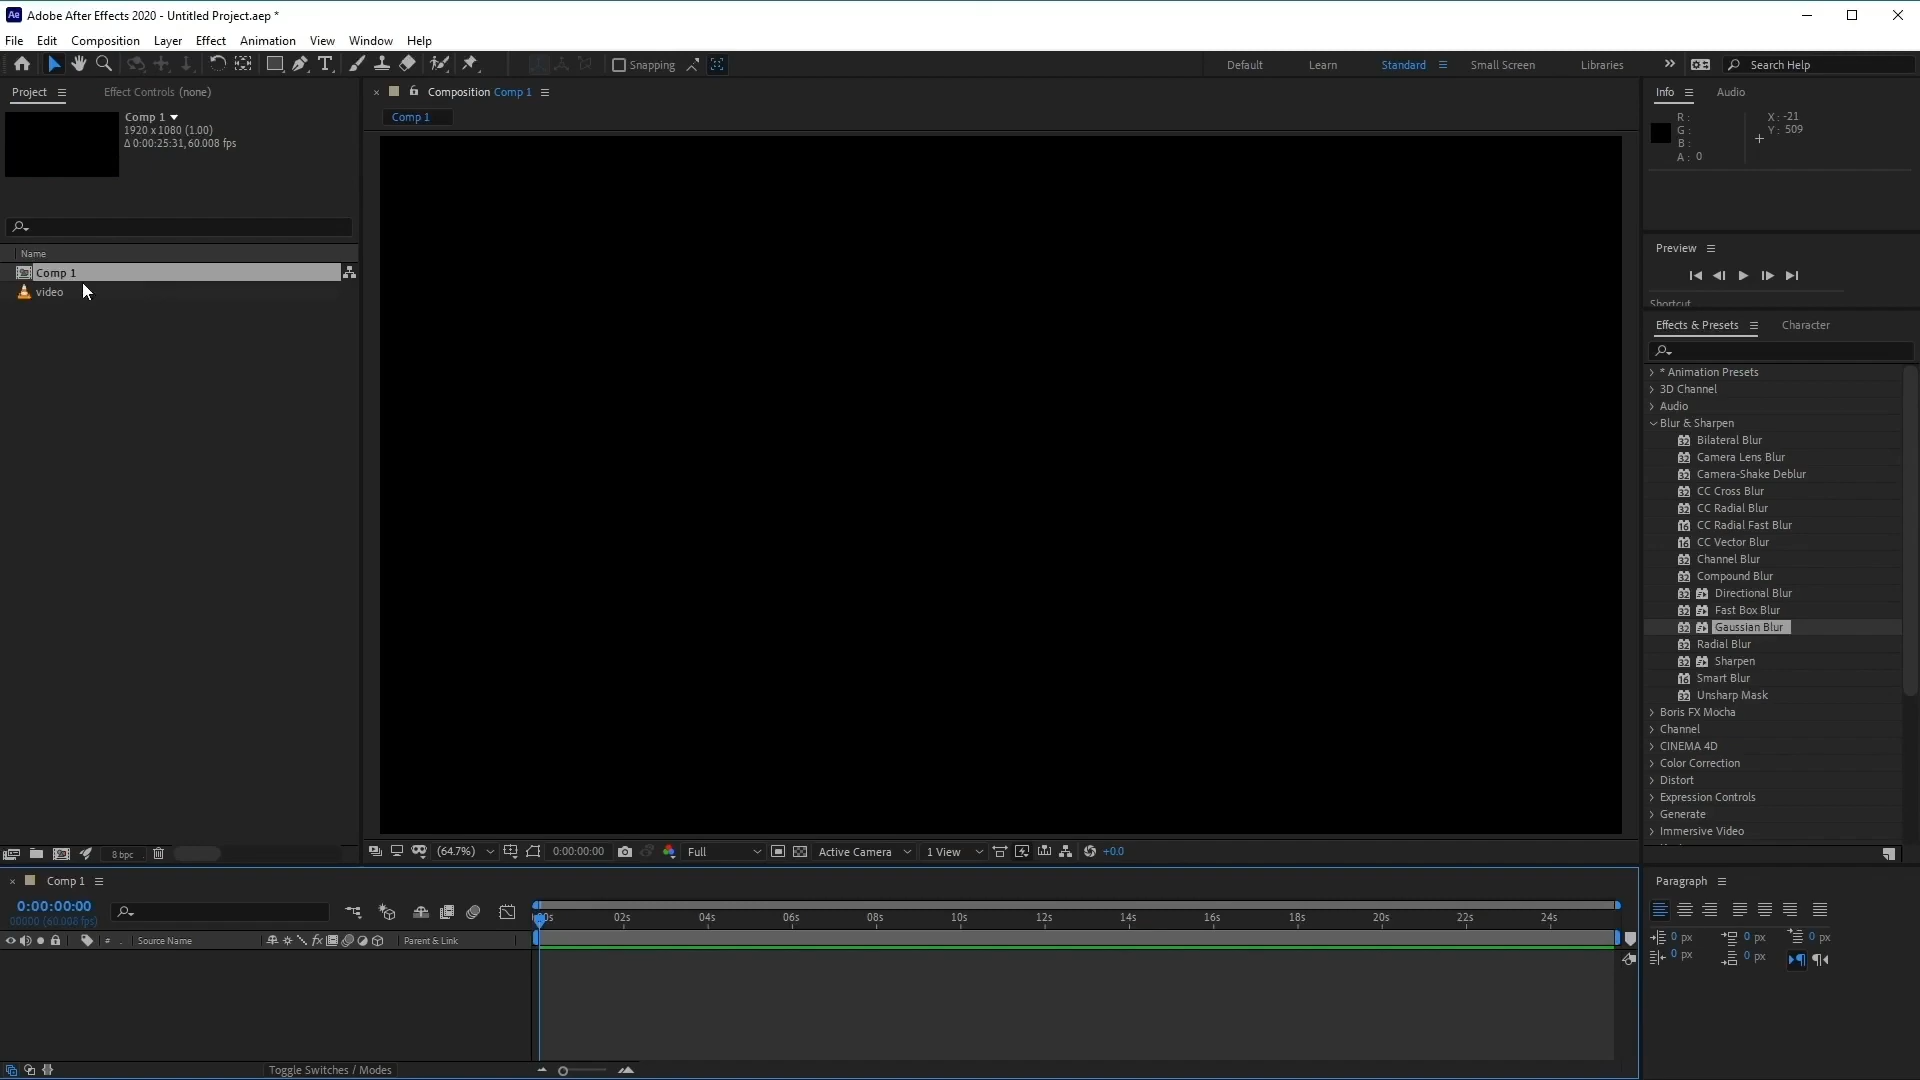 Adobe After Effects 2020 - Untitled Project.aep *
File Edit Composition Layer Effect Animation View Window Help
Snapping
Default Learn Standard Small Screen Libraries
Search Help
Project
Effect Controls (none)
Comp 1
1920 x 1080 (1.00)
Δ 0:00:25:31, 60.008 fps
Name
Comp 1
video
8 bpc
Composition Comp 1
Comp 1
(64.7%) 0:00:00:00 Full Active Camera 1 View +0.0
Info Audio
R :
G :
B :
A : 0
X : -21
Y : 509
Preview
Shortcut
Effects & Presets Character
* Animation Presets
3D Channel
Audio
Blur & Sharpen
Bilateral Blur
Camera Lens Blur
Camera-Shake Deblur
CC Cross Blur
CC Radial Blur
CC Radial Fast Blur
CC Vector Blur
Channel Blur
Compound Blur
Directional Blur
Fast Box Blur
Gaussian Blur
Radial Blur
Sharpen
Smart Blur
Unsharp Mask
Boris FX Mocha
Channel
CINEMA 4D
Color Correction
Distort
Expression Controls
Generate
Immersive Video
Comp 1
0:00:00:00
00000 (60.008 fps)
# . Source Name Parent & Link
02s 04s 06s 08s 10s 12s 14s 16s 18s 20s 22s 24s
Toggle Switches / Modes
Paragraph
0 px 0 px 0 px
0 px 0 px